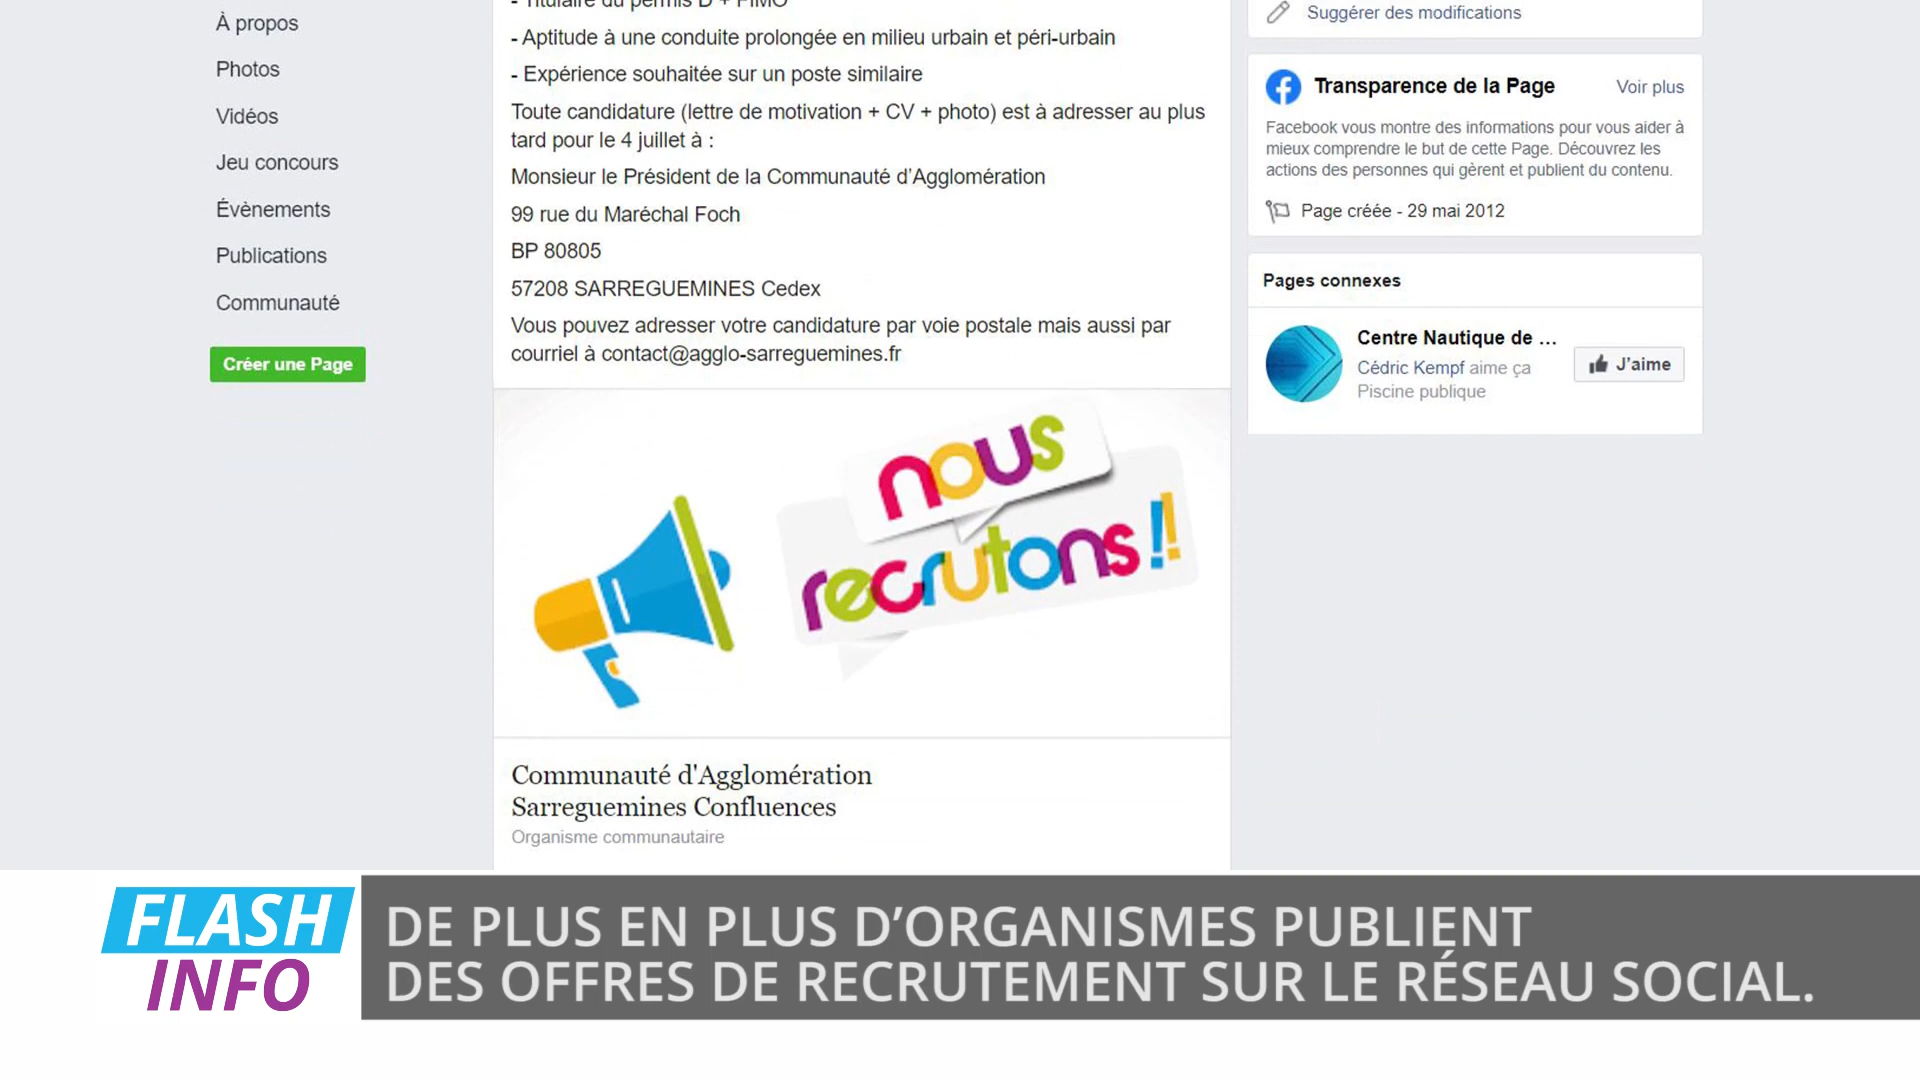 À propos
Photos
Vidéos
Jeu concours
Évènements
Publications
Communauté
Créer une Page
- Titulaire du permis D + FIMO
- Aptitude à une conduite prolongée en milieu urbain et péri-urbain
- Expérience souhaitée sur un poste similaire
Toute candidature (lettre de motivation + CV + photo) est à adresser au plus
tard pour le 4 juillet à :
Monsieur le Président de la Communauté d’Agglomération
99 rue du Maréchal Foch
BP 80805
57208 SARREGUEMINES Cedex
Vous pouvez adresser votre candidature par voie postale mais aussi par
courriel à contact@agglo-sarreguemines.fr
nous
recrutons !!
Communauté d'Agglomération
Sarreguemines Confluences
Organisme communautaire
Suggérer des modifications
Transparence de la Page
Voir plus
Facebook vous montre des informations pour vous aider à
mieux comprendre le but de cette Page. Découvrez les
actions des personnes qui gèrent et publient du contenu.
Page créée - 29 mai 2012
Pages connexes
Centre Nautique de ...
Cédric Kempf aime ça
Piscine publique
J’aime
FLASH
INFO
DE PLUS EN PLUS D’ORGANISMES PUBLIENT
DES OFFRES DE RECRUTEMENT SUR LE RÉSEAU SOCIAL.